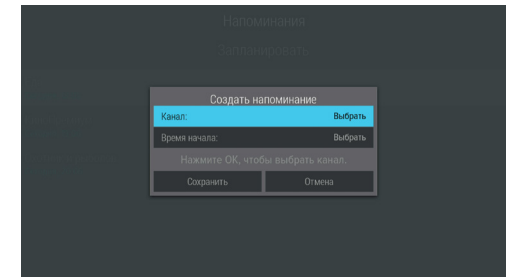 Напоминания
Запланировать
Создать напоминание
Канал: Выбрать
Время начала: Выбрать
Нажмите OK, чтобы выбрать канал.
Сохранить Отмена